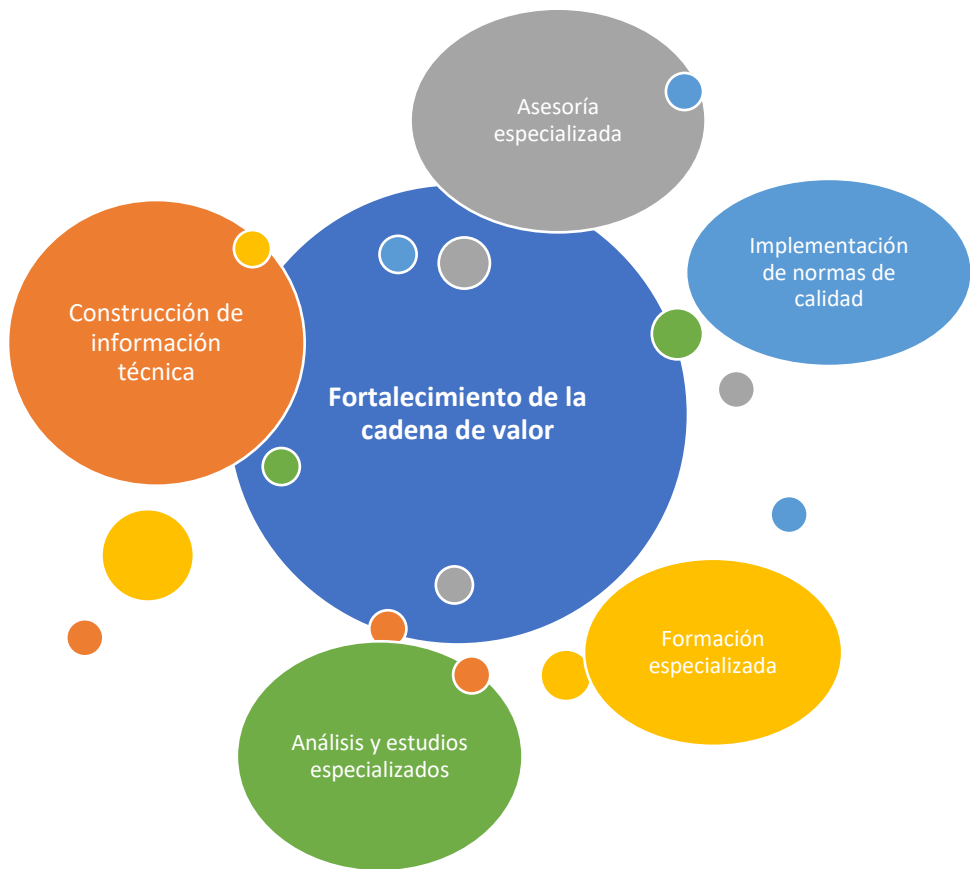 Asesoría
especializada
Implementación
de normas de
calidad
Construcción de
información
técnica
Fortalecimiento de la
cadena de valor
Formación
especializada
Análisis y estudios
especializados